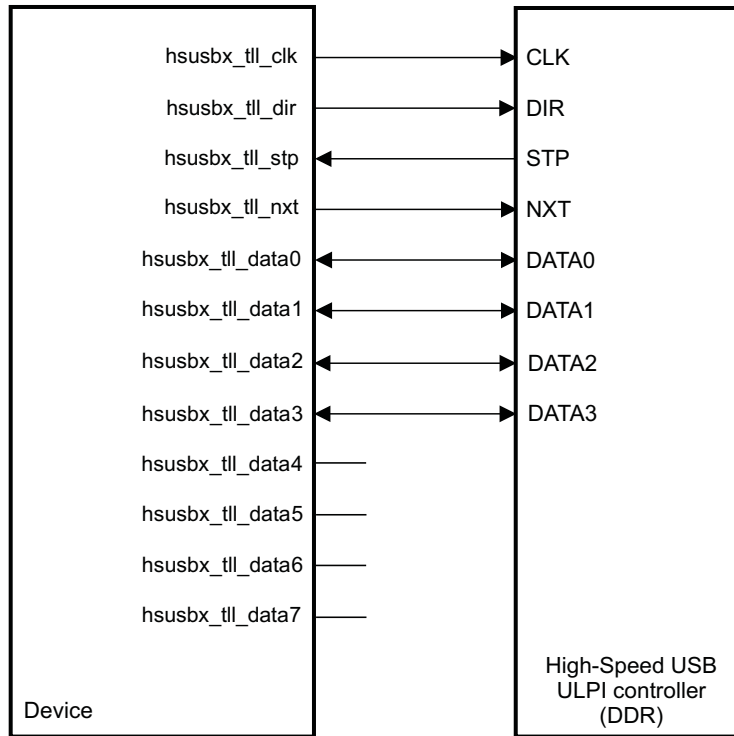 hsusbx_tll_clk CLK
hsusbx_tll_dir DIR
hsusbx_tll_stp STP
hsusbx_tll_nxt NXT
hsusbx_tll_data0 DATA0
hsusbx_tll_data1 DATA1
hsusbx_tll_data2 DATA2
hsusbx_tll_data3 DATA3
hsusbx_tll_data4
hsusbx_tll_data5
hsusbx_tll_data6
hsusbx_tll_data7
Device
High-Speed USB
ULPI controller
(DDR)